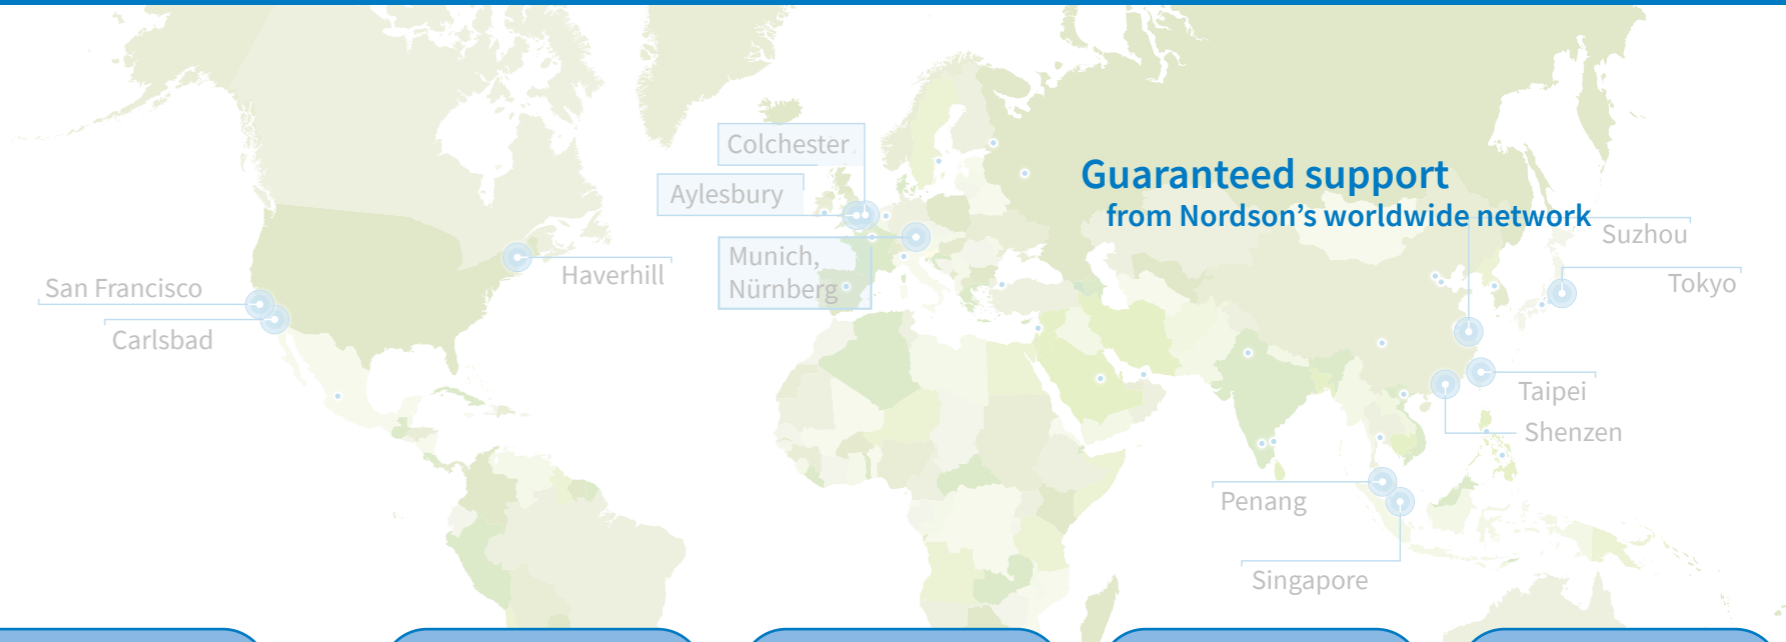 Colchester
Guaranteed support
Aylesbury
from Nordson's worldwide network
Suzhou
Munich,
Nürnberg
Haverhill
San Francisco
Tokyo
Carlsbad
Taipei
Shenzen
Penang
Singapore